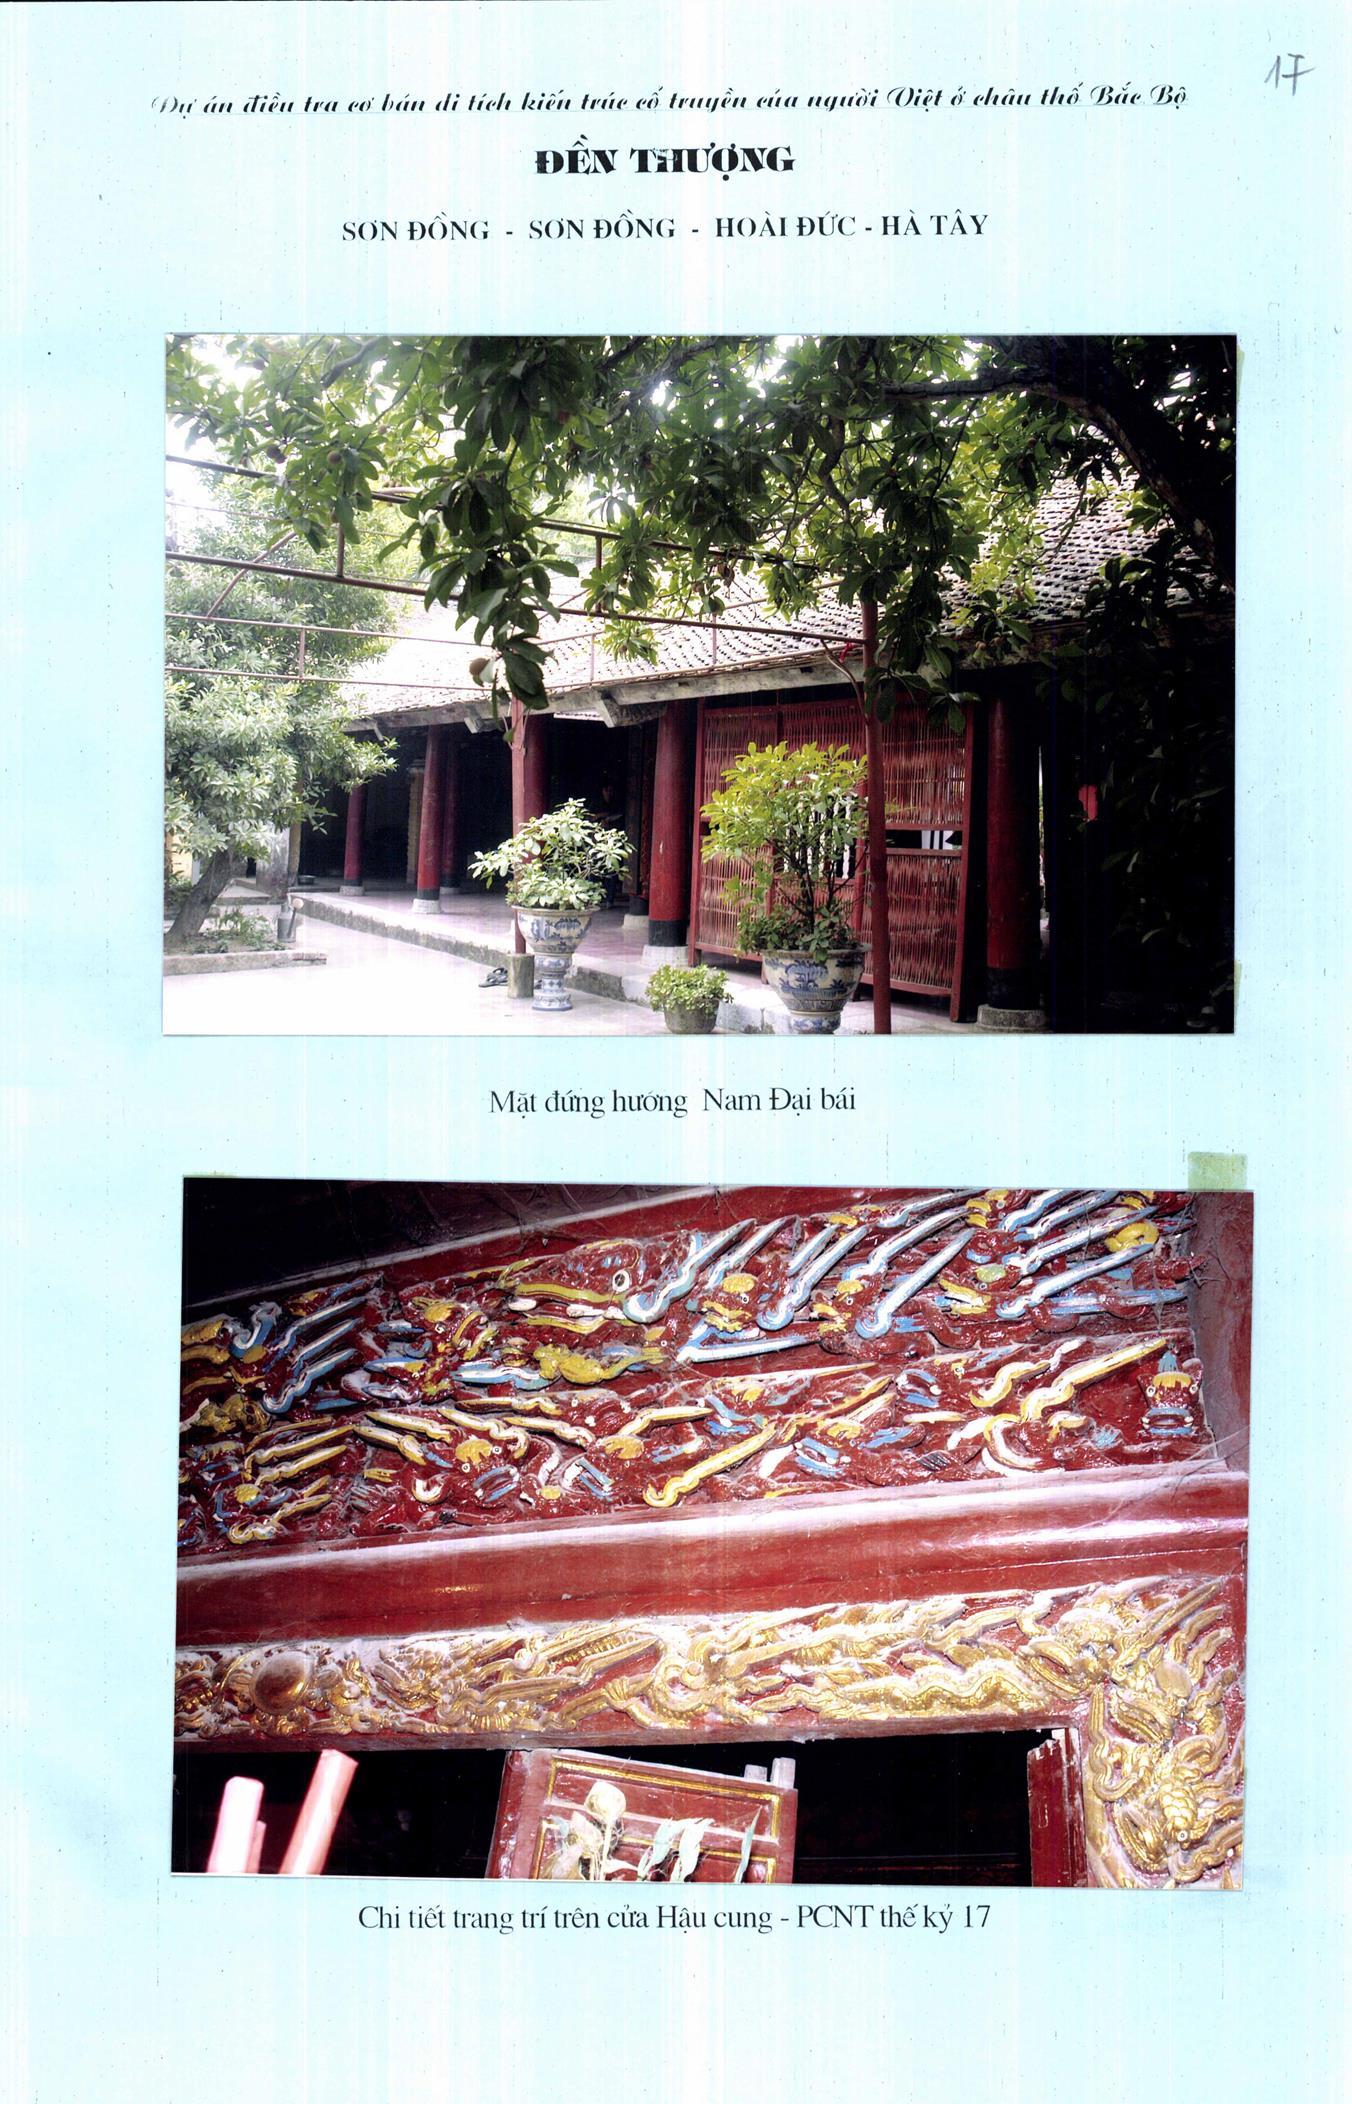 17
Dự án điều tra cơ bản di tích kiến trúc cổ truyền của người Việt ở châu thổ Bắc Bộ
ĐỀN THƯỢNG
SƠN ĐỒNG - SƠN ĐỒNG - HOÀI ĐỨC - HÀ TÂY
Mặt đứng hướng Nam Đại bái
Chi tiết trang trí trên cửa Hậu cung - PCNT thế kỷ 17